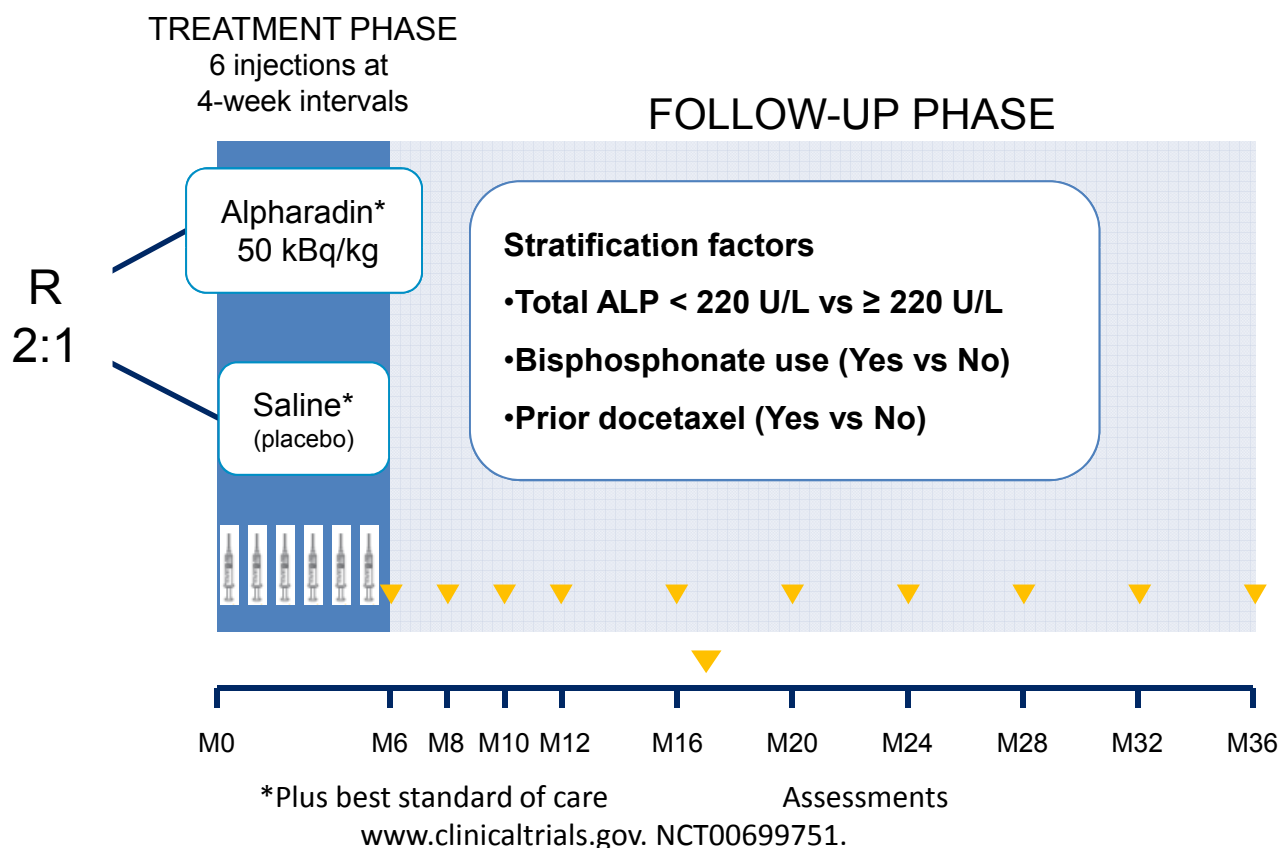 TREATMENT PHASE
6 injections at
4-week intervals
FOLLOW-UP PHASE
R
2:1
Alpharadin*
50 kBq/kg
Saline*
(placebo)
Stratification factors
•Total ALP < 220 U/L vs ≥ 220 U/L
•Bisphosphonate use (Yes vs No)
•Prior docetaxel (Yes vs No)
M0 M6 M8 M10 M12 M16 M20 M24 M28 M32 M36
*Plus best standard of care Assessments
www.clinicaltrials.gov. NCT00699751.